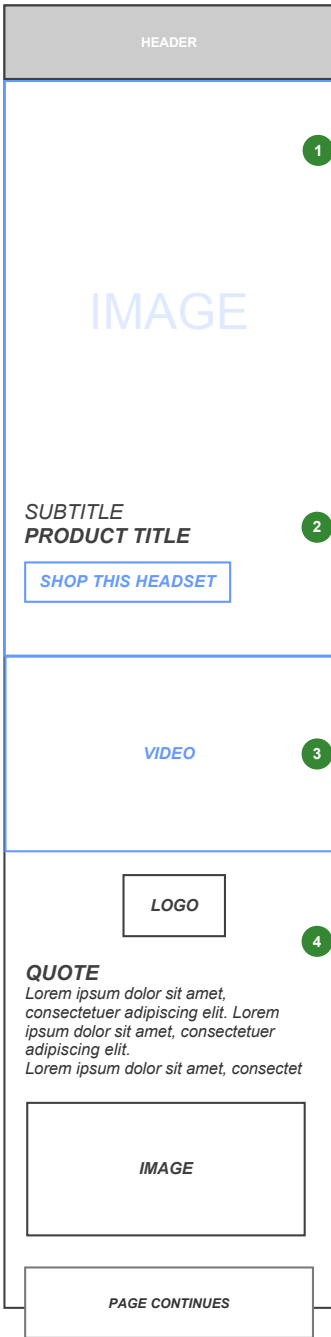 HEADER
1
IMAGE
SUBTITLE
PRODUCT TITLE
2
SHOP THIS HEADSET
VIDEO
3
LOGO
4
QUOTE
Lorem ipsum dolor sit amet,
consectetuer adipiscing elit. Lorem
ipsum dolor sit amet, consectetuer
adipiscing elit.
Lorem ipsum dolor sit amet, consectet
IMAGE
PAGE CONTINUES